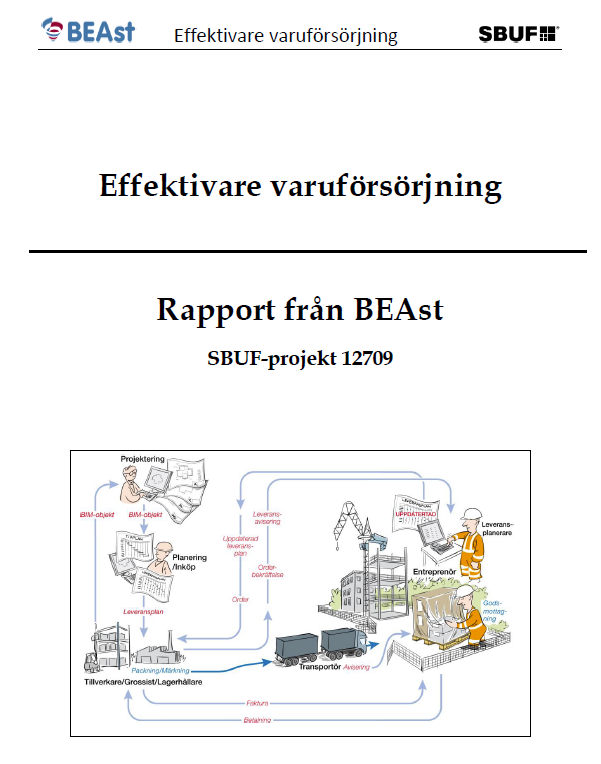 BEAst
Effektivare varuförsörjning
SBUF
Effektivare varuförsörjning
Rapport från BEAst
SBUF-projekt 12709
Projektering
BIM-objekt
BIM-objekt
Planering
/Inköp
Leveransplan
Leverans-
avisering
Uppdaterad
leverans-
plan
Order-
bekräftelse
Order
UPPDATERAD
Leverans-
planerare
Entreprenör
Gods-
mottag-
ning
Packning/Märkning
Transportör
Avisering
Tillverkare/Grossist/Lagerhållare
Faktura
Betalning